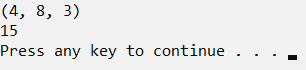 (4, 8, 3)
15
Press any key to continue . . .